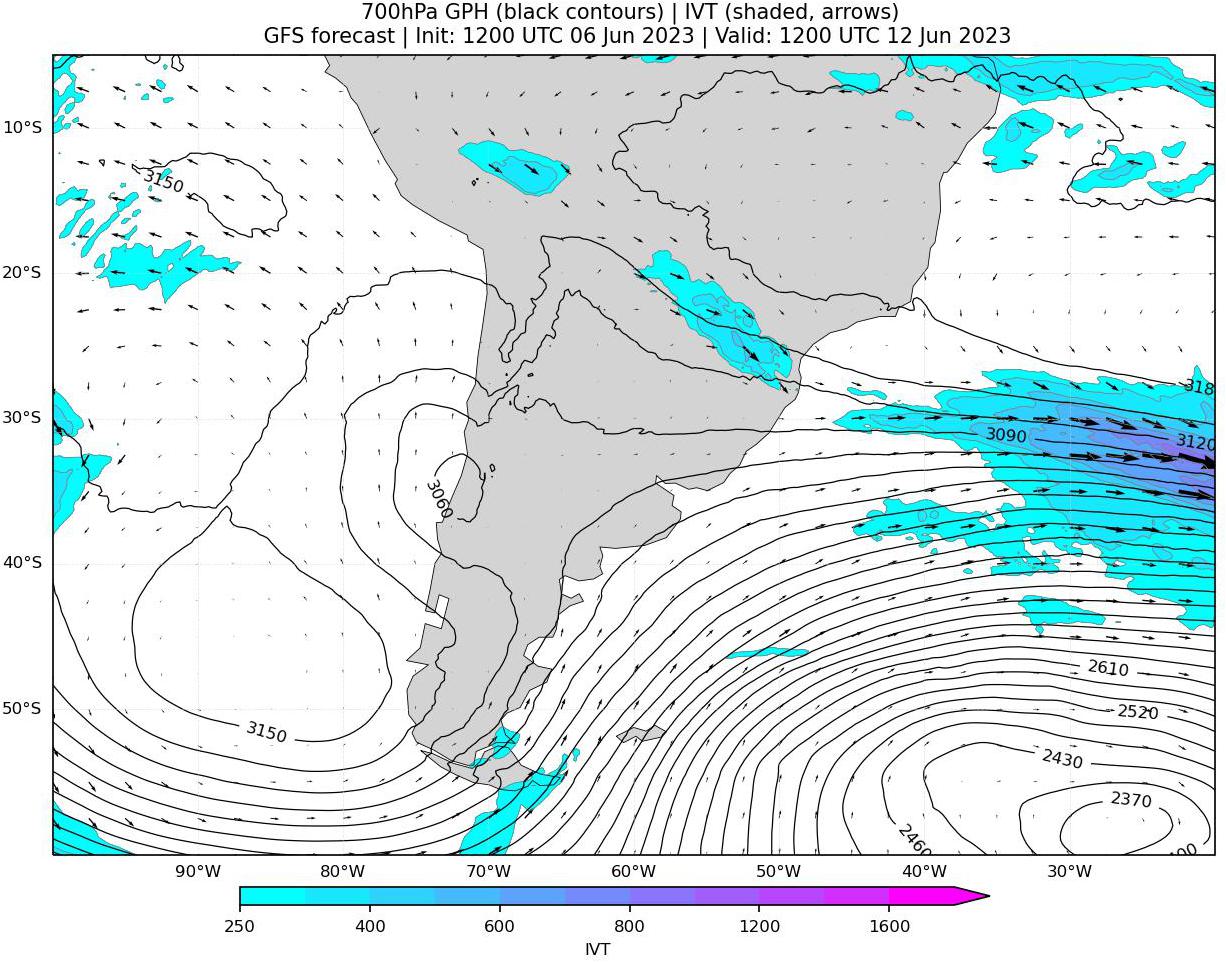 700hPa GPH (black contours) | IVT (shaded, arrows)
GFS forecast | Init: 1200 UTC 06 Jun 2023 | Valid: 1200 UTC 12 Jun 2023
10°S
3150
20°S
318
30°S
3090
3120
3060
40°S
2610
50°S
2520
3150
2430
2370
2460
00
90°W 80°W 70°W 60°W 50°W 40°W 30°W
250 400 600 800 1200 1600
IVT